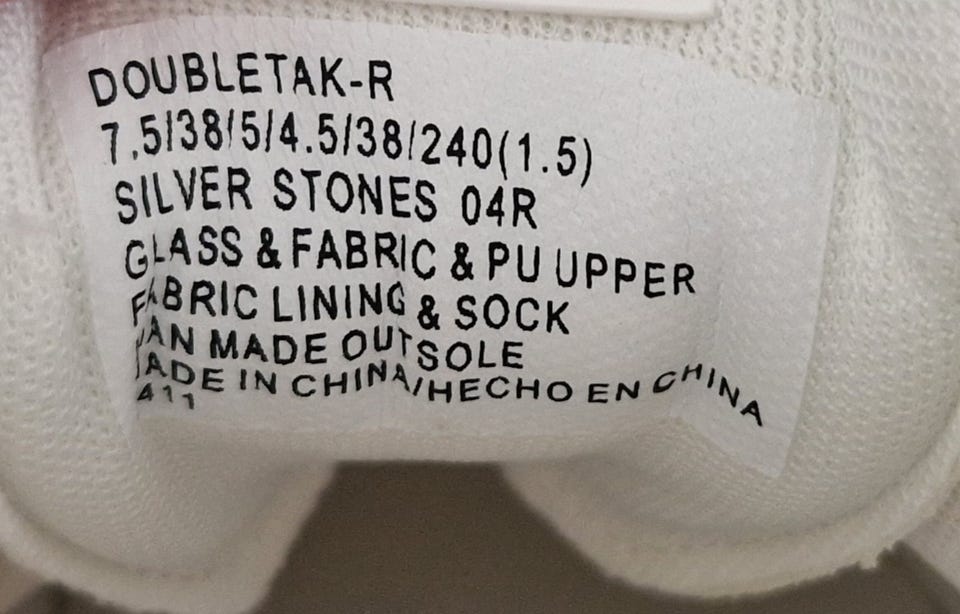 DOUBLETAK-R
7.5/38/5/4.5/38/240(1.5)
SILVER STONES 04R
GLASS & FABRIC & PU UPPER
FABRIC LINING & SOCK
MAN MADE OUTSOLE
MADE IN CHINA/HECHO EN CHINA
411